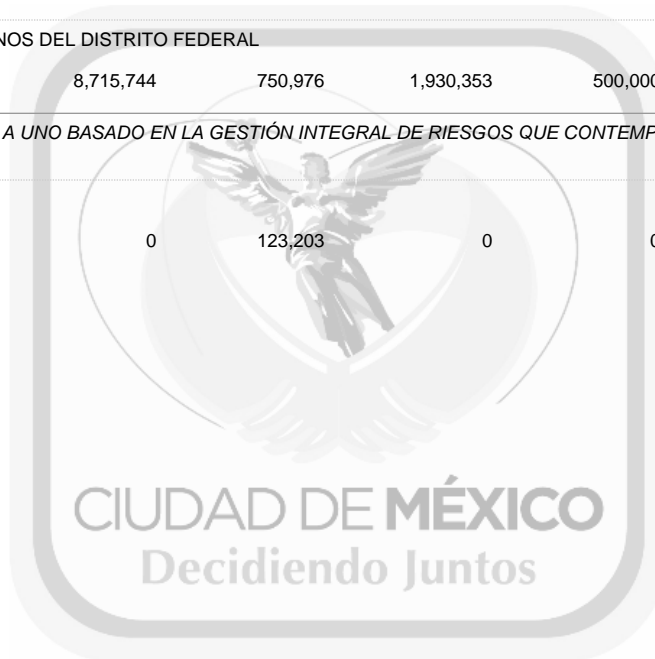 NOS DEL DISTRITO FEDERAL
8,715,744 750,976 1,930,353 500,000
A UNO BASADO EN LA GESTIÓN INTEGRAL DE RIESGOS QUE CONTEMP
0 123,203 0 0
CIUDAD DE MÉXICO
Decidiendo Juntos